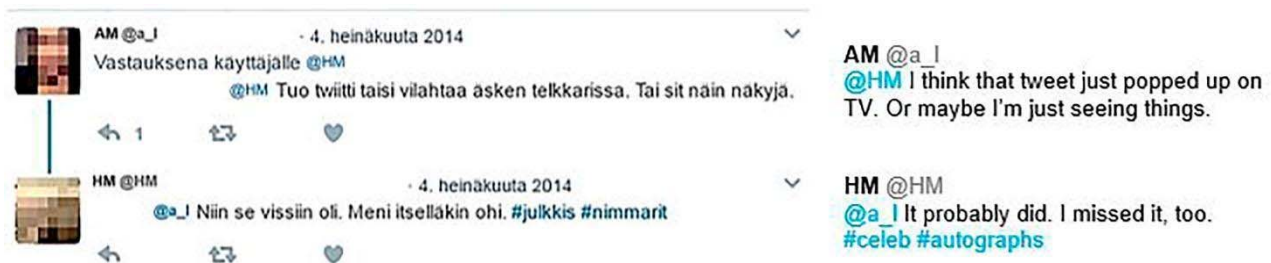 AM @a_l · 4. heinäkuuta 2014
Vastauksena käyttäjälle @HM
@HM Tuo twiitti taisi vilahtaa äsken telkkarissa. Tai sit näin näkyjä.
1
HM @HM · 4. heinäkuuta 2014
@a_l Niin se vissiin oli. Meni itselläkin ohi. #julkkis #nimmarit
AM @a_l
@HM I think that tweet just popped up on
TV. Or maybe I'm just seeing things.
HM @HM
@a_l It probably did. I missed it, too.
#celeb #autographs